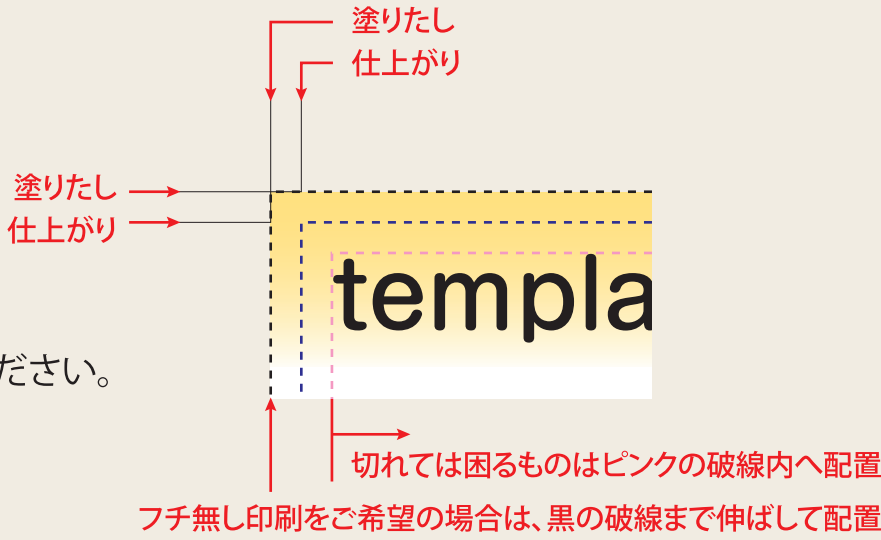 塗りたし
仕上がり
塗りたし
仕上がり
templa
ださい。
切れては困るものはピンクの破線内へ配置
フチ無し印刷をご希望の場合は、黒の破線まで伸ばして配置